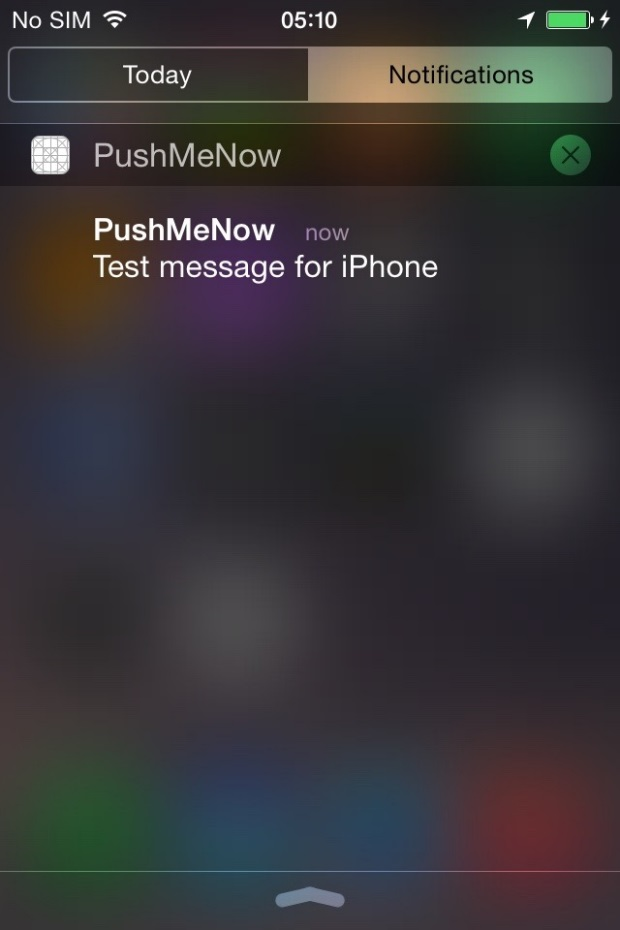 No SIM 05:10
Today Notifications
PushMeNow
PushMeNow now
Test message for iPhone